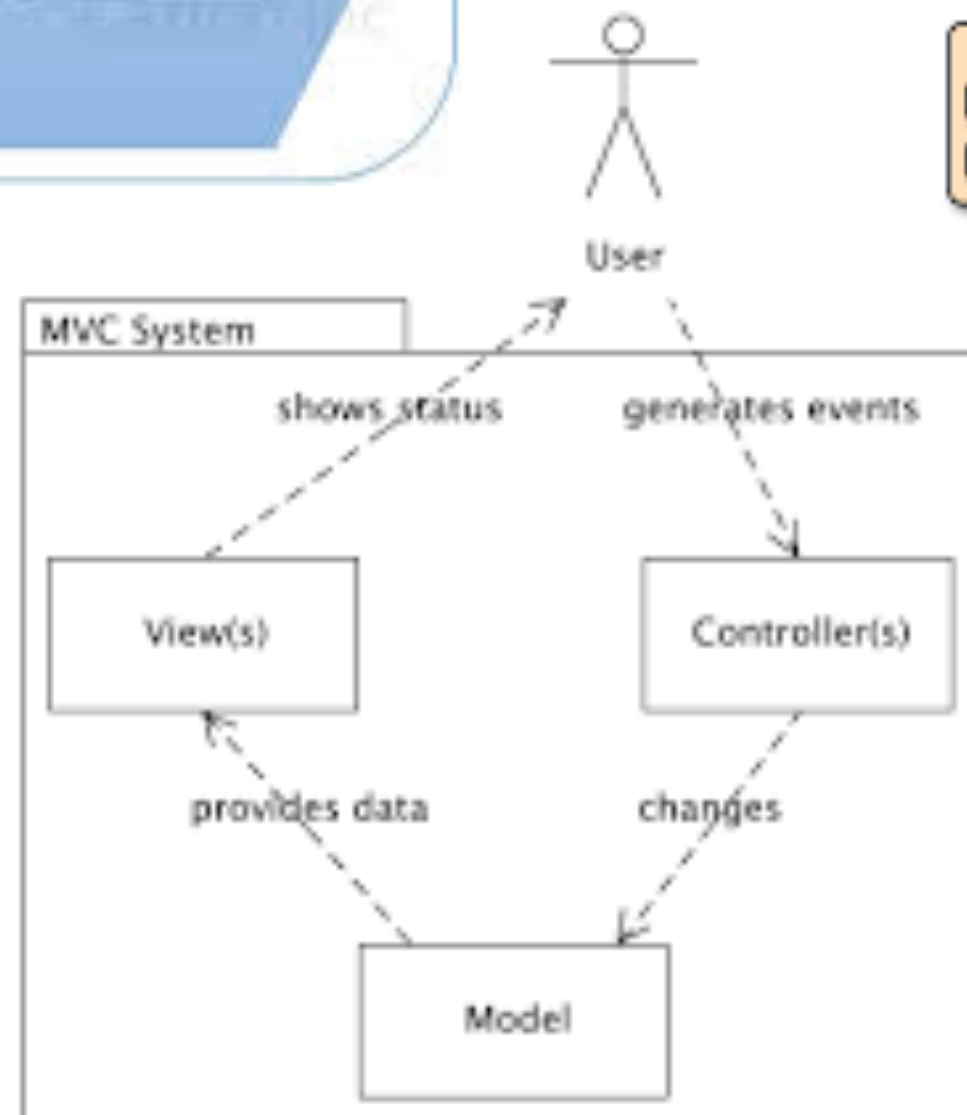 User
MVC System
shows status
generates events
View(s)
Controller(s)
provides data
changes
Model